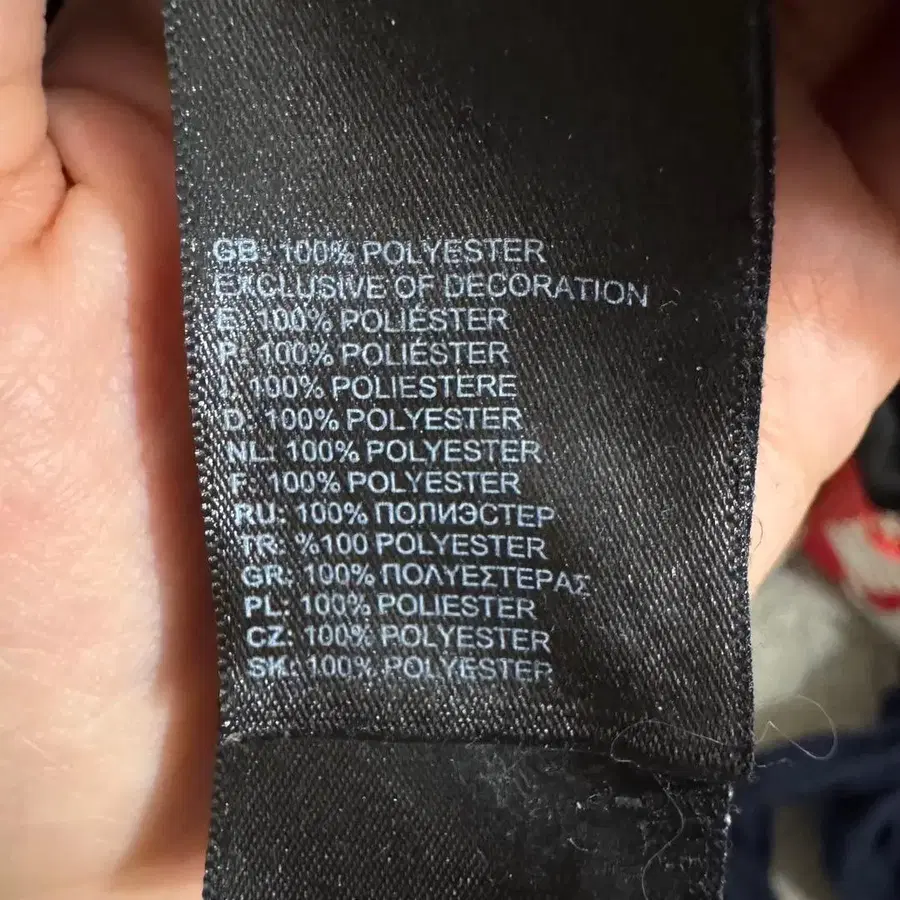 GB: 100% POLYESTER
EXCLUSIVE OF DECORATION
E: 100% POLIÉSTER
P: 100% POLIÉSTER
I: 100% POLIESTERE
D: 100% POLYESTER
NL: 100% POLYESTER
F: 100% POLYESTER
RU: 100% ПОЛИЭСТЕР
TR: %100 POLYESTER
GR: 100% ΠΟΛΥΕΣΤΕΡΑΣ
PL: 100% POLIESTER
CZ: 100% POLYESTER
SK: 100% POLYESTER